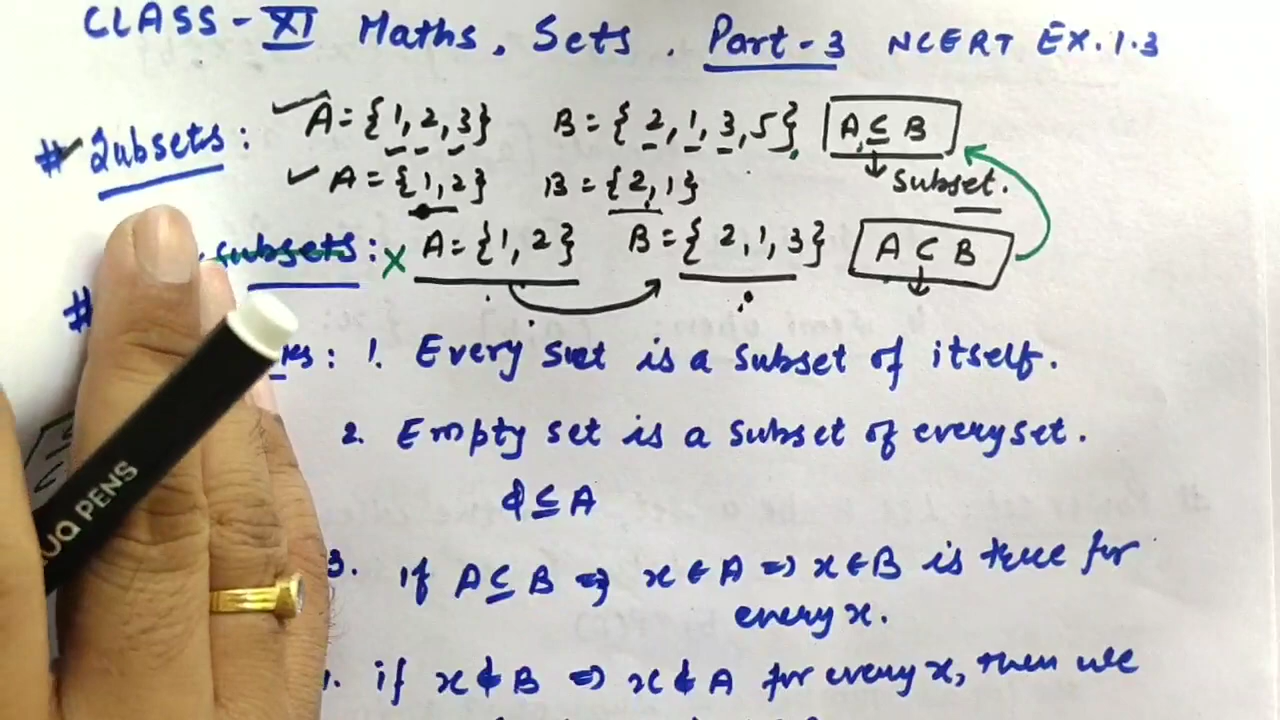 CLASS - XI Maths, Sets, Part-3 NCERT EX.1.3
# Subsets: A={1,2,3} B={2,1,3,5}, A⊆B
A={1,2} B={2,1} Subset.
subsets: × A={1,2} B={2,1,3} A⊂B
#
: 1. Every set is a subset of itself.
2. Empty set is a subset of every set.
ϕ⊆A
3. if A⊆B ⇒ x∈A ⇒ x∈B is true for
every x.
if x∉B ⇒ x∉A for every x, then we
UQ PENS